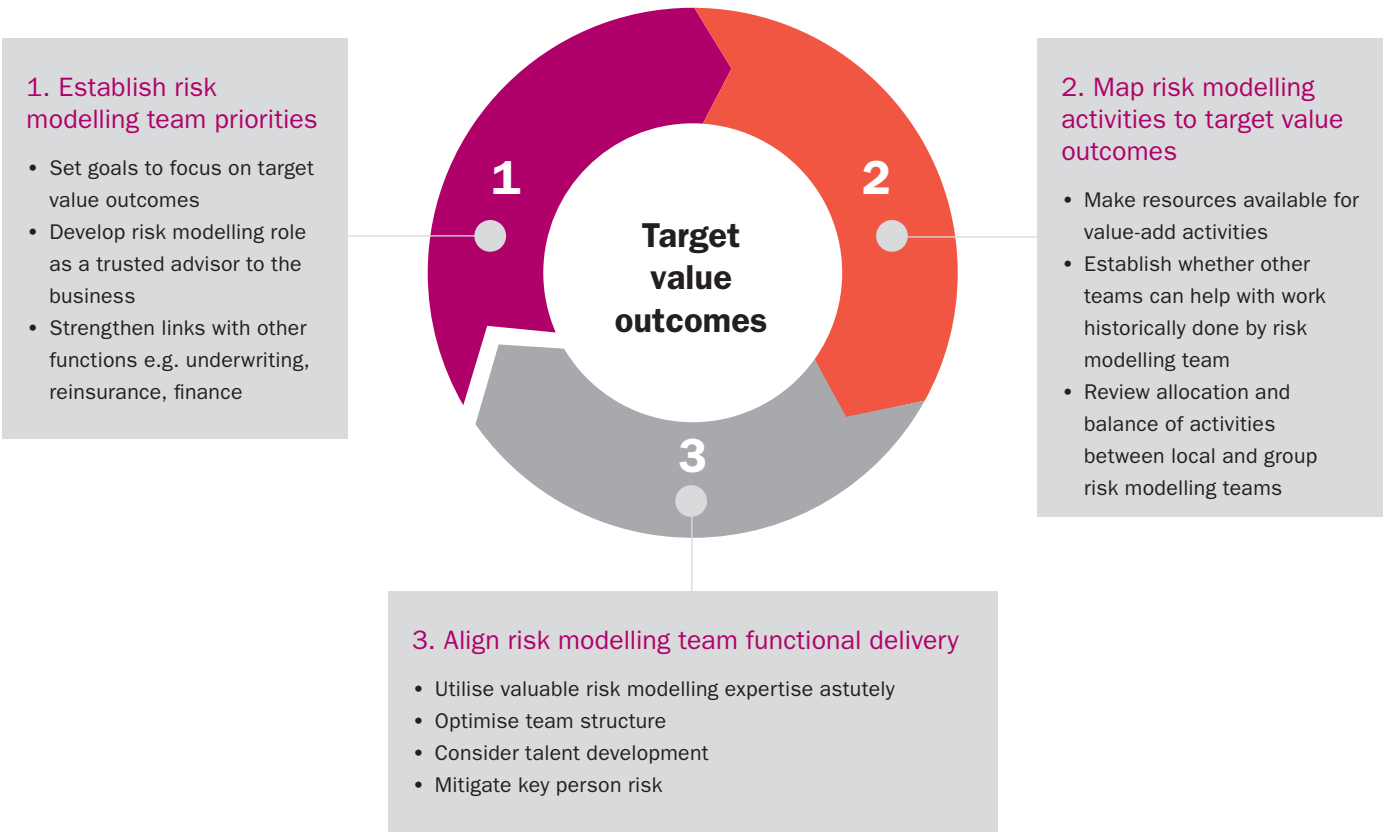 1. Establish risk
modelling team priorities
• Set goals to focus on target
value outcomes
• Develop risk modelling role
as a trusted advisor to the
business
• Strengthen links with other
functions e.g. underwriting,
reinsurance, finance
1
2
Target
value
outcomes
3
2. Map risk modelling
activities to target value
outcomes
• Make resources available for
value-add activities
• Establish whether other
teams can help with work
historically done by risk
modelling team
• Review allocation and
balance of activities
between local and group
risk modelling teams
3. Align risk modelling team functional delivery
• Utilise valuable risk modelling expertise astutely
• Optimise team structure
• Consider talent development
• Mitigate key person risk